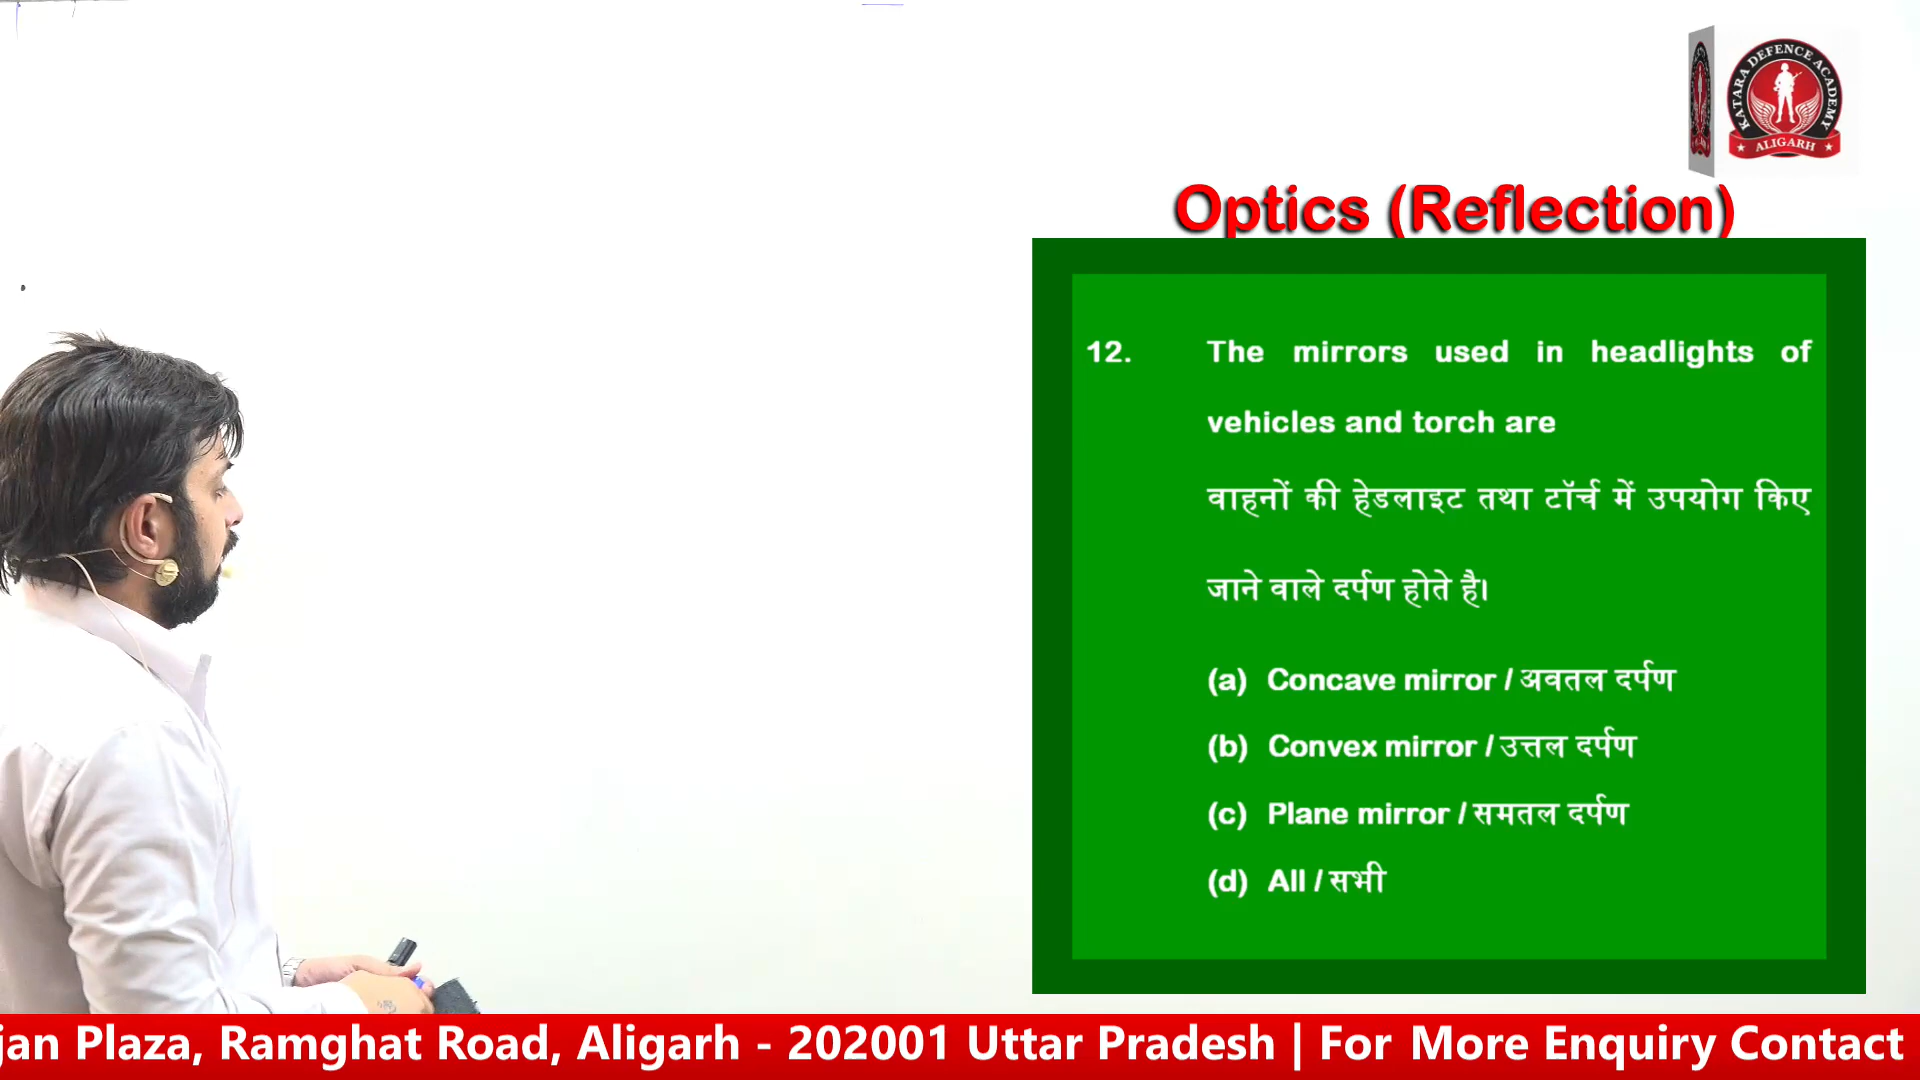 KATARA DEFENCE ACADEMY
ALIGARH
Optics (Reflection)
12. The mirrors used in headlights of
vehicles and torch are
वाहनों की हेडलाइट तथा टॉर्च में उपयोग किए
जाने वाले दर्पण होते है।
(a) Concave mirror / अवतल दर्पण
(b) Convex mirror / उत्तल दर्पण
(c) Plane mirror / समतल दर्पण
(d) All / सभी
jan Plaza, Ramghat Road, Aligarh - 202001 Uttar Pradesh | For More Enquiry Contact